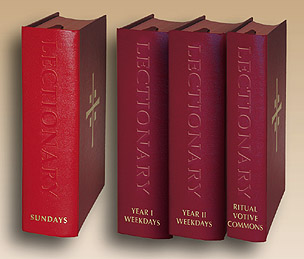 LECTIONARY
SUNDAYS
LECTIONARY
YEAR I
WEEKDAYS
LECTIONARY
YEAR II
WEEKDAYS
LECTIONARY
RITUAL
VOTIVE
COMMONS